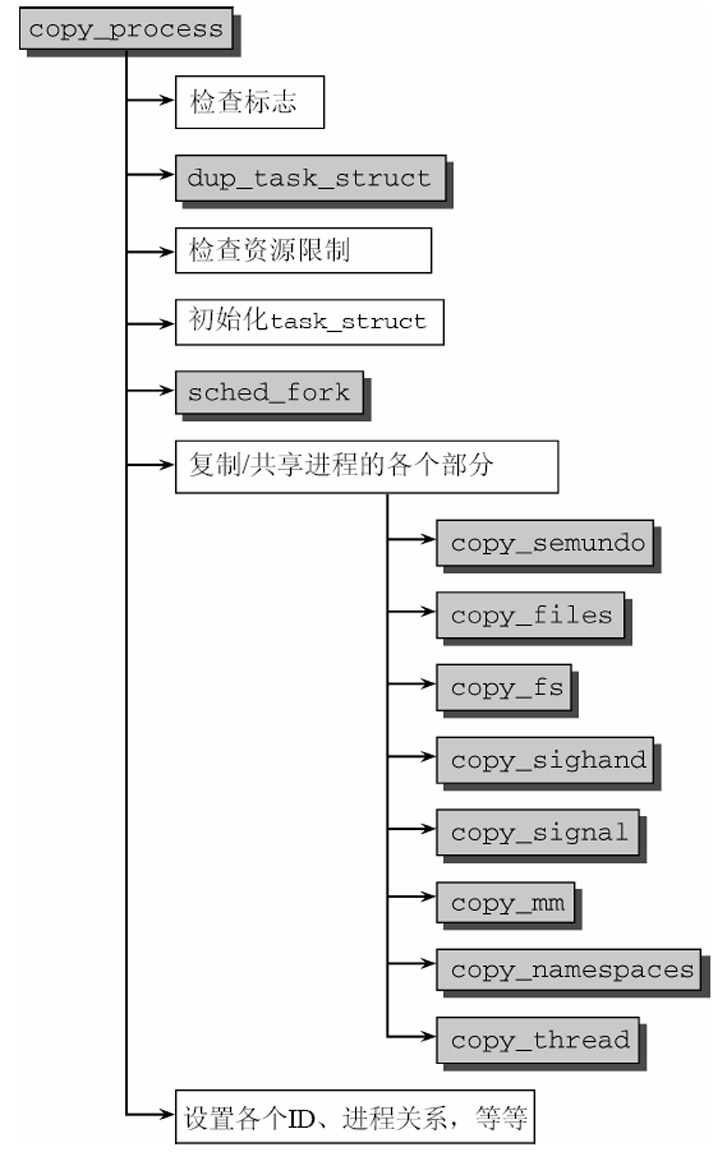 copy_process
检查标志
dup_task_struct
检查资源限制
初始化task_struct
sched_fork
复制/共享进程的各个部分
copy_semundo
copy_files
copy_fs
copy_sighand
copy_signal
copy_mm
copy_namespaces
copy_thread
设置各个ID、进程关系，等等